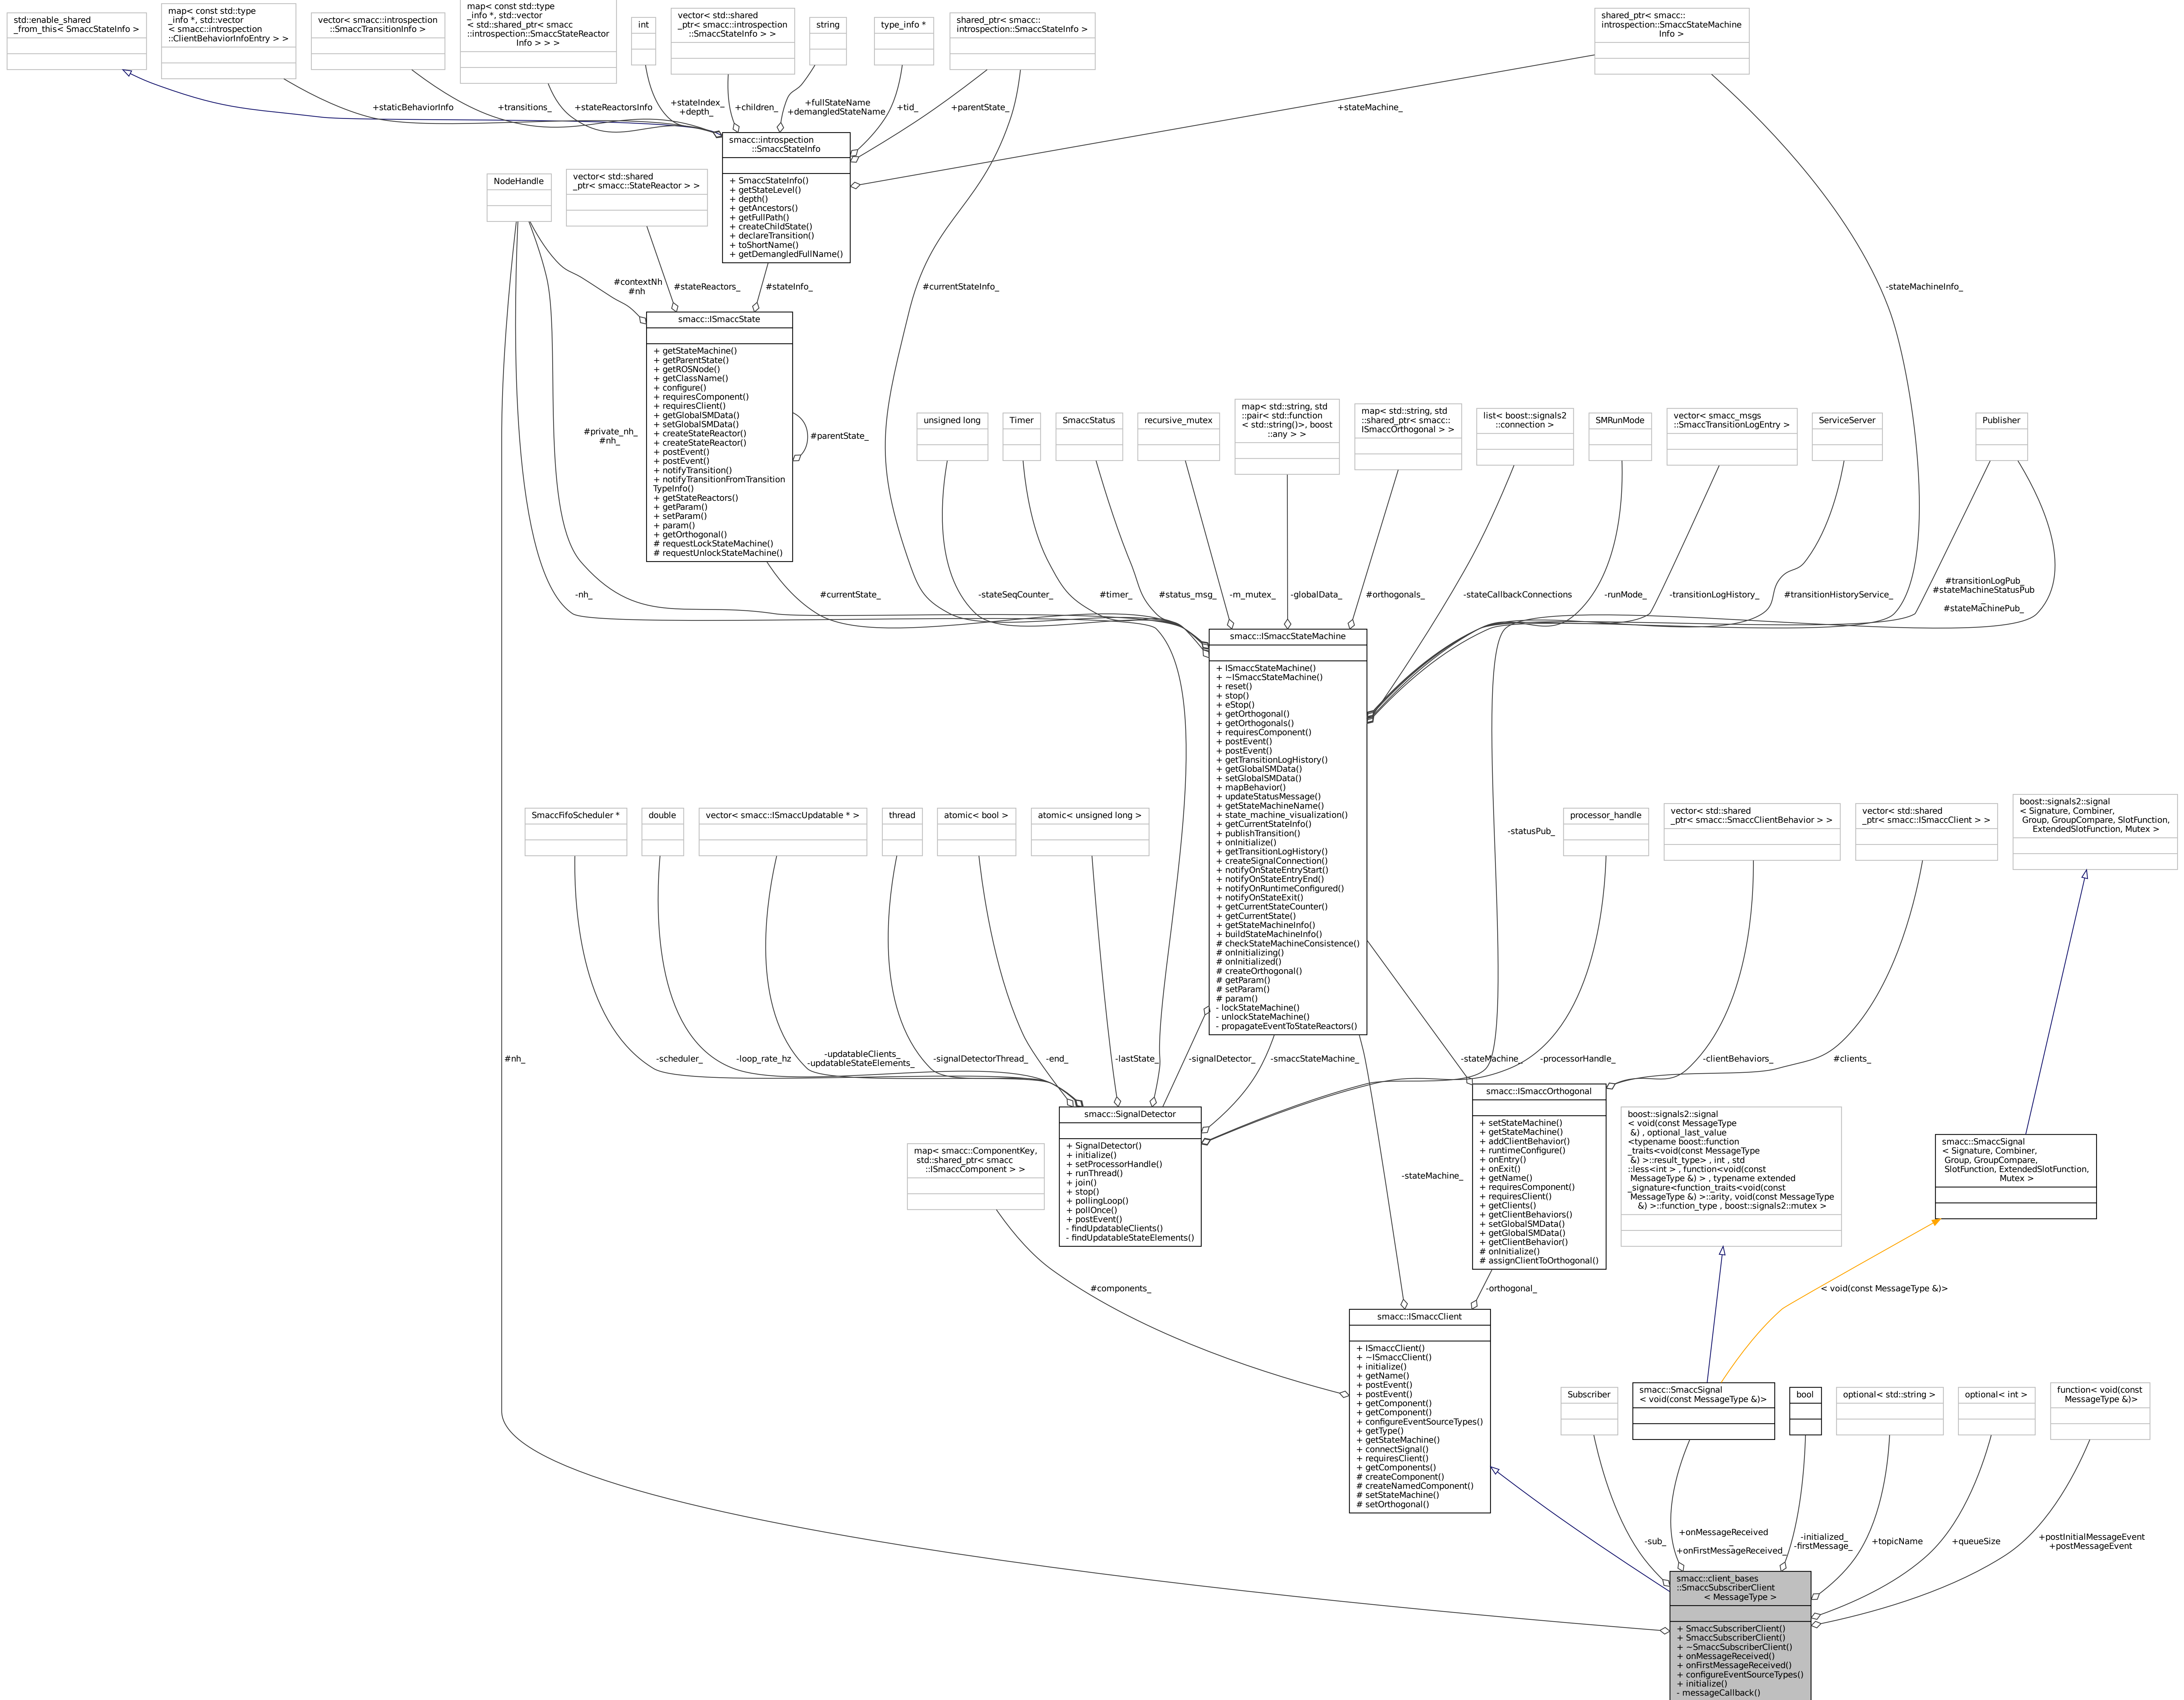 std::enable_shared
_from_this< SmaccStateInfo >
map< const std::type
_info *, std::vector
< smacc::introspection
::ClientBehaviorInfoEntry > >
vector< smacc::introspection
::SmaccTransitionInfo >
map< const std::type
_info *, std::vector
< std::shared_ptr< smacc
::introspection::SmaccStateReactor
Info > > >
int
vector< std::shared
_ptr< smacc::introspection
::SmaccStateInfo > >
string
type_info *
shared_ptr< smacc::
introspection::SmaccStateInfo >
shared_ptr< smacc::
introspection::SmaccStateMachine
Info >
+staticBehaviorInfo
+transitions_
+stateReactorsInfo
+stateIndex_
+depth_
+children_
+fullStateName
+demangledStateName
+tid_
+parentState_
+stateMachine_
smacc::introspection
::SmaccStateInfo
+ SmaccStateInfo()
+ getStateLevel()
+ depth()
+ getAncestors()
+ getFullPath()
+ createChildState()
+ declareTransition()
+ toShortName()
+ getDemangledFullName()
NodeHandle
vector< std::shared
_ptr< smacc::StateReactor > >
#contextNh
#nh
#stateReactors_
#stateInfo_
#currentStateInfo_
-stateMachineInfo_
smacc::ISmaccState
+ getStateMachine()
+ getParentState()
+ getROSNode()
+ getClassName()
+ configure()
+ requiresComponent()
+ requiresClient()
+ getGlobalSMData()
+ setGlobalSMData()
+ createStateReactor()
+ createStateReactor()
+ postEvent()
+ postEvent()
+ notifyTransition()
+ notifyTransitionFromTransition
TypeInfo()
+ getStateReactors()
+ getParam()
+ setParam()
+ param()
+ getOrthogonal()
# requestLockStateMachine()
# requestUnlockStateMachine()
#private_nh_
#nh_
#parentState_
unsigned long
Timer
SmaccStatus
recursive_mutex
map< std::string, std
::pair< std::function
< std::string()>, boost
::any > >
map< std::string, std
::shared_ptr< smacc::
ISmaccOrthogonal > >
list< boost::signals2
::connection >
SMRunMode
vector< smacc_msgs
::SmaccTransitionLogEntry >
ServiceServer
Publisher
-nh_
#currentState_
-stateSeqCounter_
#timer_
#status_msg_
-m_mutex_
-globalData_
#orthogonals_
-stateCallbackConnections
-runMode_
-transitionLogHistory_
#transitionHistoryService_
#transitionLogPub_
#stateMachineStatusPub
_
#stateMachinePub_
smacc::ISmaccStateMachine
+ ISmaccStateMachine()
+ ~ISmaccStateMachine()
+ reset()
+ stop()
+ eStop()
+ getOrthogonal()
+ getOrthogonals()
+ requiresComponent()
+ postEvent()
+ postEvent()
+ getTransitionLogHistory()
+ getGlobalSMData()
+ setGlobalSMData()
+ mapBehavior()
+ updateStatusMessage()
+ getStateMachineName()
+ state_machine_visualization()
+ getCurrentStateInfo()
+ publishTransition()
+ onInitialize()
+ getTransitionLogHistory()
+ createSignalConnection()
+ notifyOnStateEntryStart()
+ notifyOnStateEntryEnd()
+ notifyOnRuntimeConfigured()
+ notifyOnStateExit()
+ getCurrentStateCounter()
+ getCurrentState()
+ getStateMachineInfo()
+ buildStateMachineInfo()
# checkStateMachineConsistence()
# onInitializing()
# onInitialized()
# createOrthogonal()
# getParam()
# setParam()
# param()
- lockStateMachine()
- unlockStateMachine()
- propagateEventToStateReactors()
SmaccFifoScheduler *
double
vector< smacc::ISmaccUpdatable * >
thread
atomic< bool >
atomic< unsigned long >
-statusPub_
processor_handle
vector< std::shared
_ptr< smacc::SmaccClientBehavior > >
vector< std::shared
_ptr< smacc::ISmaccClient > >
boost::signals2::signal
< Signature, Combiner,
Group, GroupCompare, SlotFunction,
ExtendedSlotFunction, Mutex >
#nh_
-scheduler_
-loop_rate_hz
-updatableClients_
-updatableStateElements_
-signalDetectorThread_
-end_
-lastState_
-signalDetector_
-smaccStateMachine_
-stateMachine_
-processorHandle_
-clientBehaviors_
#clients_
smacc::SignalDetector
+ SignalDetector()
+ initialize()
+ setProcessorHandle()
+ runThread()
+ join()
+ stop()
+ pollingLoop()
+ pollOnce()
+ postEvent()
- findUpdatableClients()
- findUpdatableStateElements()
smacc::ISmaccOrthogonal
+ setStateMachine()
+ getStateMachine()
+ addClientBehavior()
+ runtimeConfigure()
+ onEntry()
+ onExit()
+ getName()
+ requiresComponent()
+ requiresClient()
+ getClients()
+ getClientBehaviors()
+ setGlobalSMData()
+ getGlobalSMData()
+ getClientBehavior()
# onInitialize()
# assignClientToOrthogonal()
boost::signals2::signal
< void(const MessageType
&) , optional_last_value
<typename boost::function
_traits<void(const MessageType
&) >::result_type> , int , std
::less<int > , function<void(const
MessageType &) > , typename extended
_signature<function_traits<void(const
MessageType &) >::arity, void(const MessageType
&) >::function_type , boost::signals2::mutex >
smacc::SmaccSignal
< Signature, Combiner,
Group, GroupCompare,
SlotFunction, ExtendedSlotFunction,
Mutex >
map< smacc::ComponentKey,
std::shared_ptr< smacc
::ISmaccComponent > >
-stateMachine_
#components_
-orthogonal_
< void(const MessageType &)>
smacc::ISmaccClient
+ ISmaccClient()
+ ~ISmaccClient()
+ initialize()
+ getName()
+ postEvent()
+ postEvent()
+ getComponent()
+ getComponent()
+ configureEventSourceTypes()
+ getType()
+ getStateMachine()
+ connectSignal()
+ requiresClient()
+ getComponents()
# createComponent()
# createNamedComponent()
# setStateMachine()
# setOrthogonal()
Subscriber
smacc::SmaccSignal
< void(const MessageType &)>
bool
optional< std::string >
optional< int >
function< void(const
MessageType &)>
-sub_
+onMessageReceived
_
+onFirstMessageReceived_
-initialized_
-firstMessage_
+topicName
+queueSize
+postInitialMessageEvent
+postMessageEvent
smacc::client_bases
::SmaccSubscriberClient
< MessageType >
+ SmaccSubscriberClient()
+ SmaccSubscriberClient()
+ ~SmaccSubscriberClient()
+ onMessageReceived()
+ onFirstMessageReceived()
+ configureEventSourceTypes()
+ initialize()
- messageCallback()